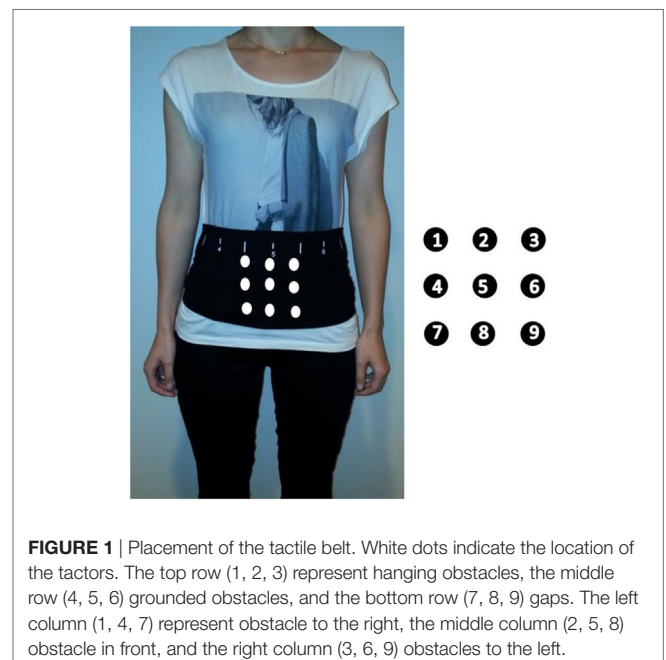 4 5 6
1 2 3
4 5 6
7 8 9
FIGURE 1 | Placement of the tactile belt. White dots indicate the location of
the tactors. The top row (1, 2, 3) represent hanging obstacles, the middle
row (4, 5, 6) grounded obstacles, and the bottom row (7, 8, 9) gaps. The left
column (1, 4, 7) represent obstacle to the right, the middle column (2, 5, 8)
obstacle in front, and the right column (3, 6, 9) obstacles to the left.